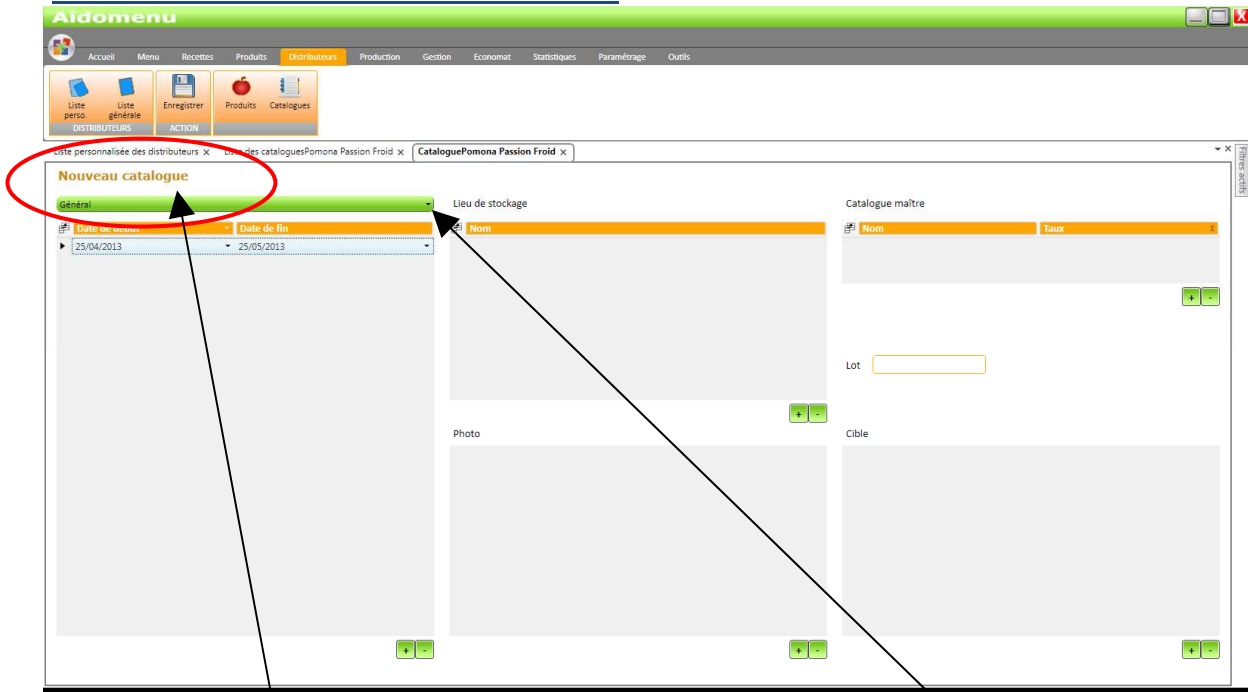 Aidomenu
Accueil Menu Recettes Produits Distributeurs Production Gestion Economat Statistiques Paramétrage Outils
Liste perso.
Liste générale
Enregistrer
Produits
Catalogues
DISTRIBUTEURS
ACTION
Liste personnalisée des distributeurs x
Liste des cataloguesPomona Passion Froid x
CataloguePomona Passion Froid x
Filtres actifs
Nouveau catalogue
Général
Date de début
Date de fin
25/04/2013
25/05/2013
+ -
Lieu de stockage
Nom
+ -
Photo
+ -
Catalogue maître
Nom
Taux
+ -
Lot
Cible
+ -